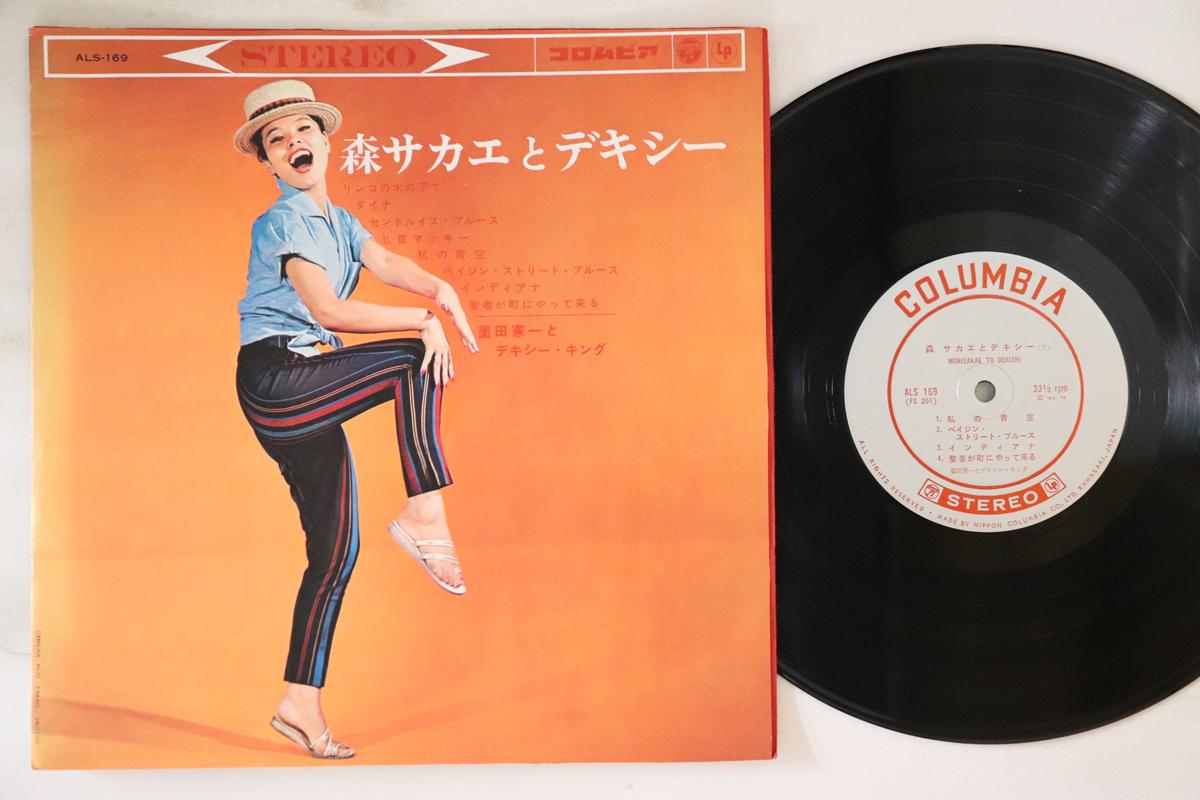 ALS-169
STEREO
コロムビア
LP
森サカエとデキシー
リンゴの木の下で
ダイナ
セントルイス・ブルース
匕首マッキー
私の青空
ベイジン・ストリート・ブルース
インディアナ
聖者が町にやって来る
薗田憲一と
デキシー・キング
COLUMBIA
森 サカエとデキシー
MORISAKAE TO DEKISHI
ALS 169
(FS 201)
33⅓ rpm
1. 私の青空
2. ベイジン・
ストリート・ブルース
3. インディアナ
4. 聖者が町にやって来る
薗田憲一とデキシー・キング
STEREO
LP
ALL RIGHTS RESERVED • MADE BY NIPPON COLUMBIA CO., LTD. KAWASAKI, JAPAN